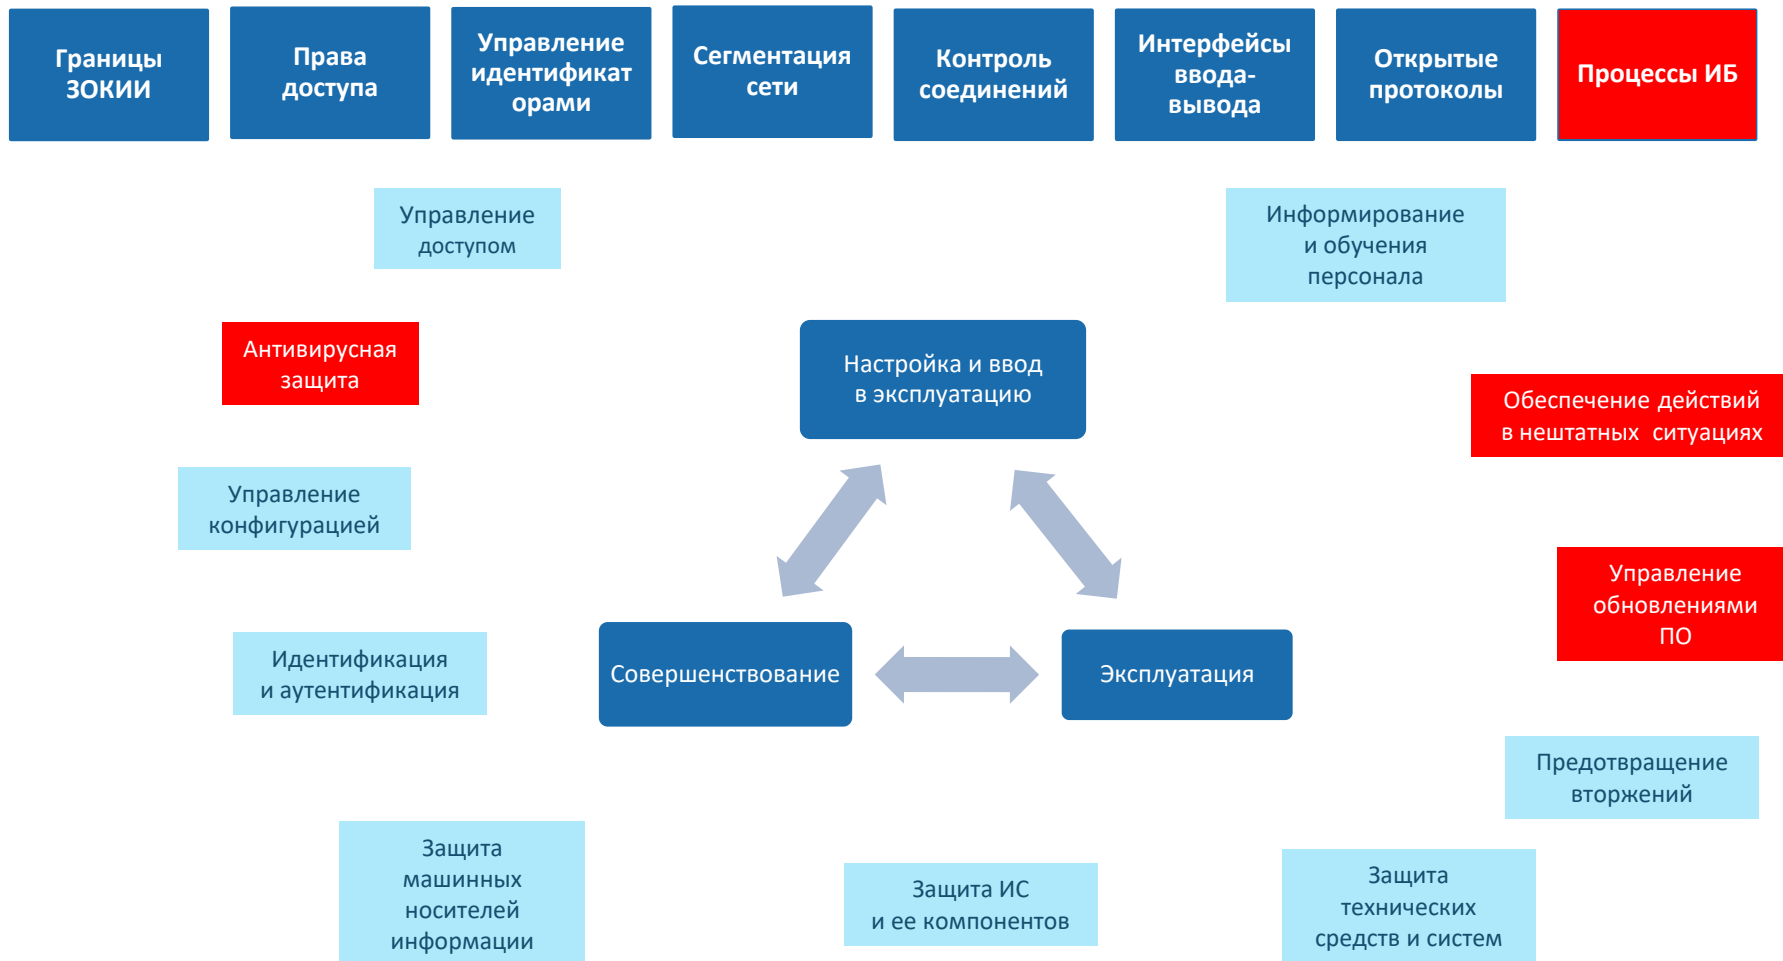 Границы
ЗОКИИ
Права
доступа
Управление
идентификат
орами
Сегментация
сети
Контроль
соединений
Интерфейсы
ввода-
вывода
Открытые
протоколы
Процессы ИБ
Управление
доступом
Информирование
и обучения
персонала
Антивирусная
защита
Настройка и ввод
в эксплуатацию
Обеспечение действий
в нештатных ситуациях
Управление
конфигурацией
Управление
обновлениями
ПО
Идентификация
и аутентификация
Совершенствование
Эксплуатация
Предотвращение
вторжений
Защита
машинных
носителей
информации
Защита ИС
и ее компонентов
Защита
технических
средств и систем